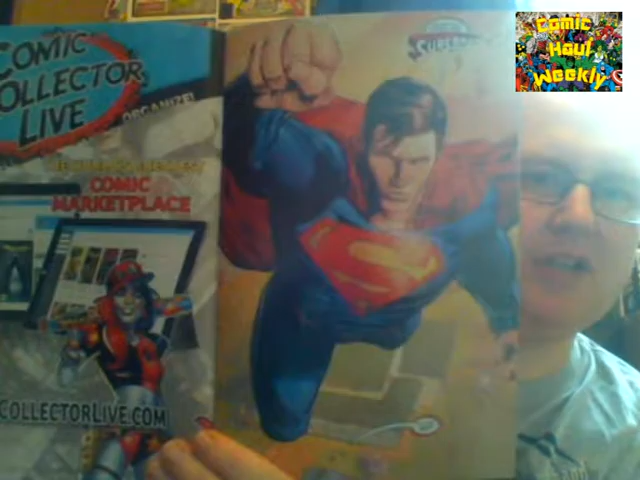 COMIC
COLLECTOR
LIVE
ORGANIZE!
COMIC
MARKETPLACE
COLLECTORLIVE.COM
SUPERMAN
Comic
Haul
Weekly